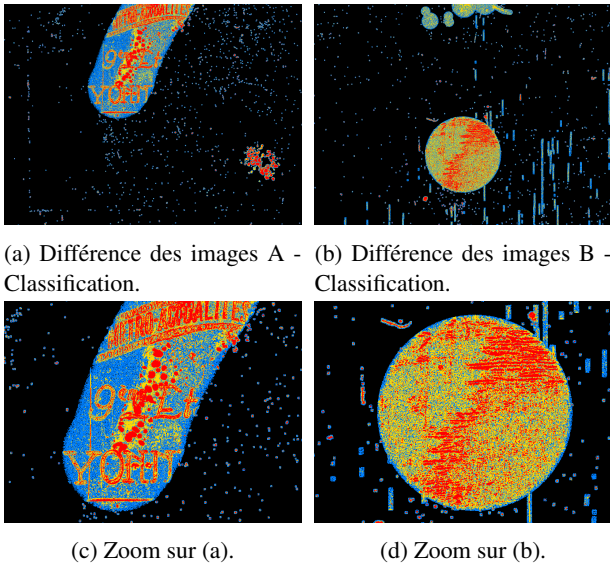 (a) Différence des images A - Classification.
(b) Différence des images B - Classification.
(c) Zoom sur (a).
(d) Zoom sur (b).